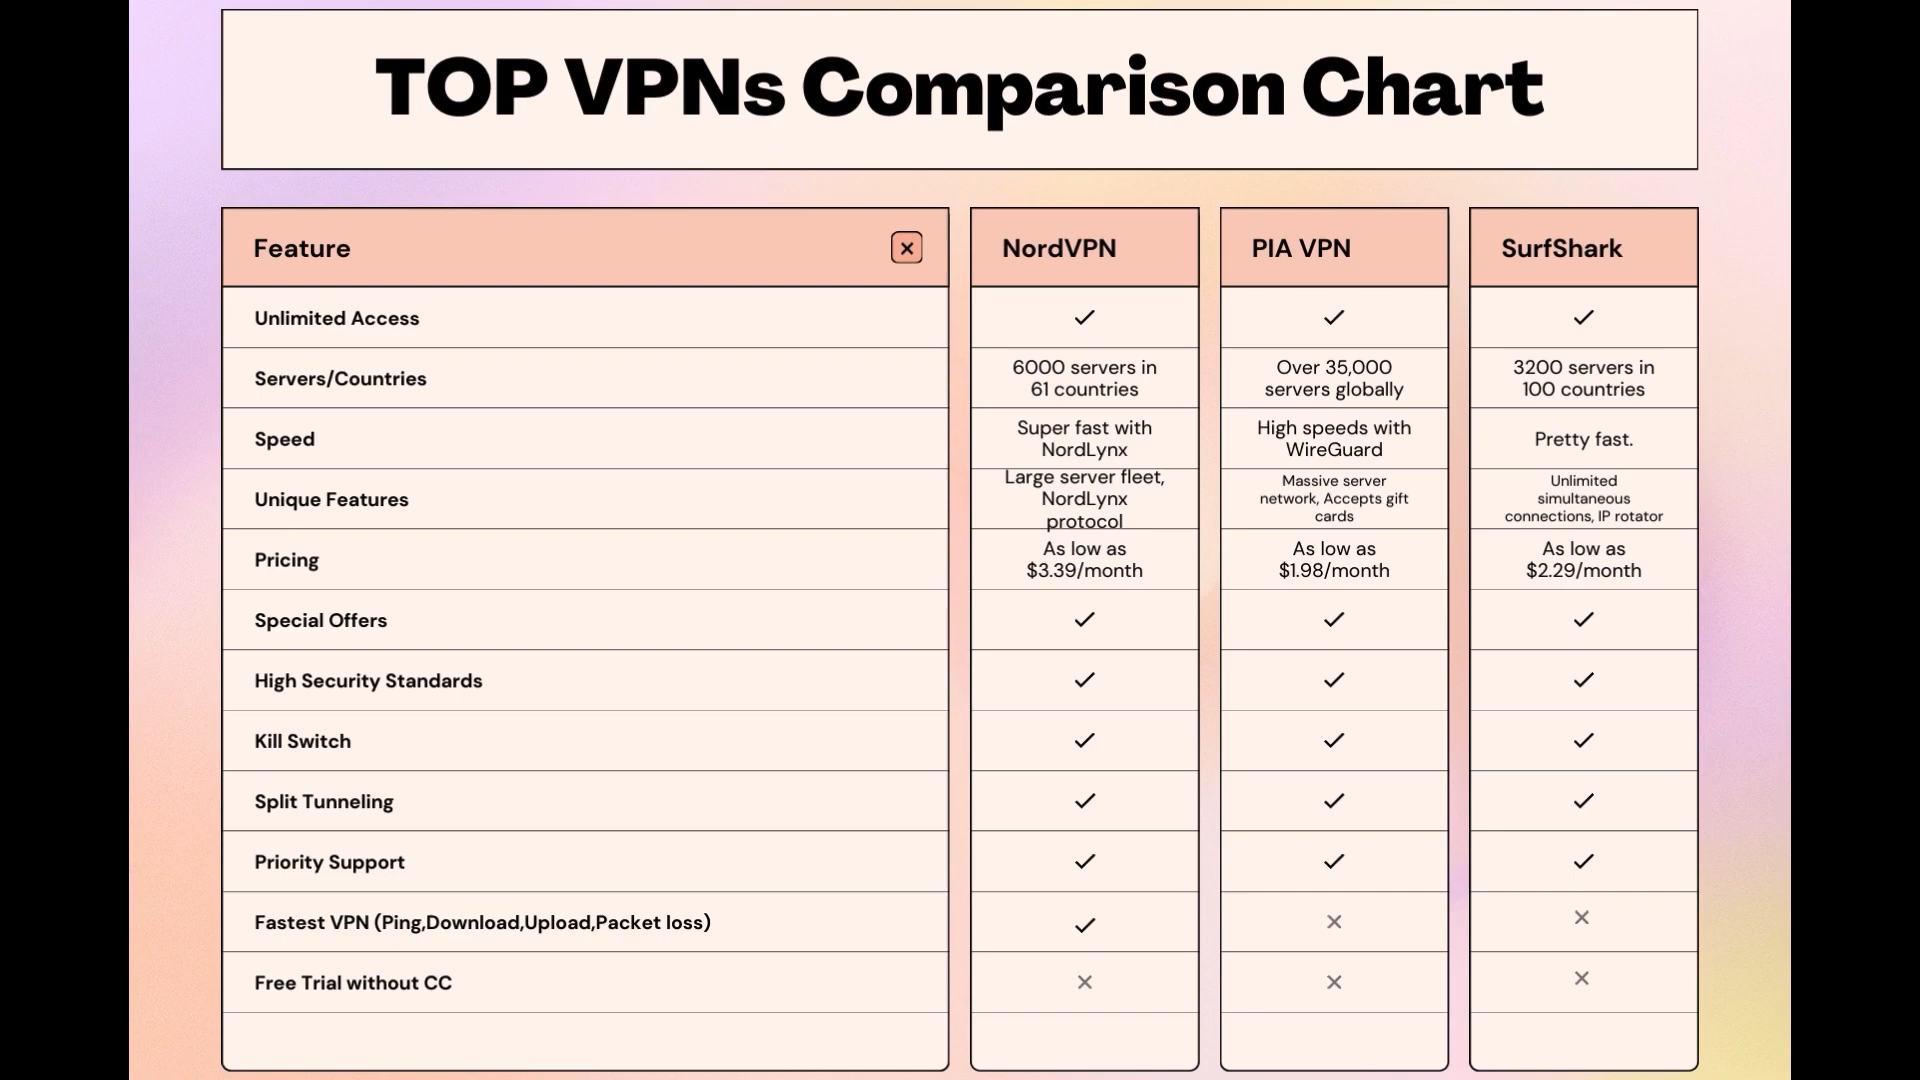 TOP VPNs Comparison Chart
Feature
NordVPN
PIA VPN
SurfShark
Unlimited Access
Servers/Countries
6000 servers in
61 countries
Over 35,000
servers globally
3200 servers in
100 countries
Speed
Super fast with
NordLynx
High speeds with
WireGuard
Pretty fast.
Unique Features
Large server fleet,
NordLynx
protocol
Massive server
network, Accepts gift
cards
Unlimited
simultaneous
connections, IP rotator
Pricing
As low as
$3.39/month
As low as
$1.98/month
As low as
$2.29/month
Special Offers
High Security Standards
Kill Switch
Split Tunneling
Priority Support
Fastest VPN (Ping,Download,Upload,Packet loss)
Free Trial without CC